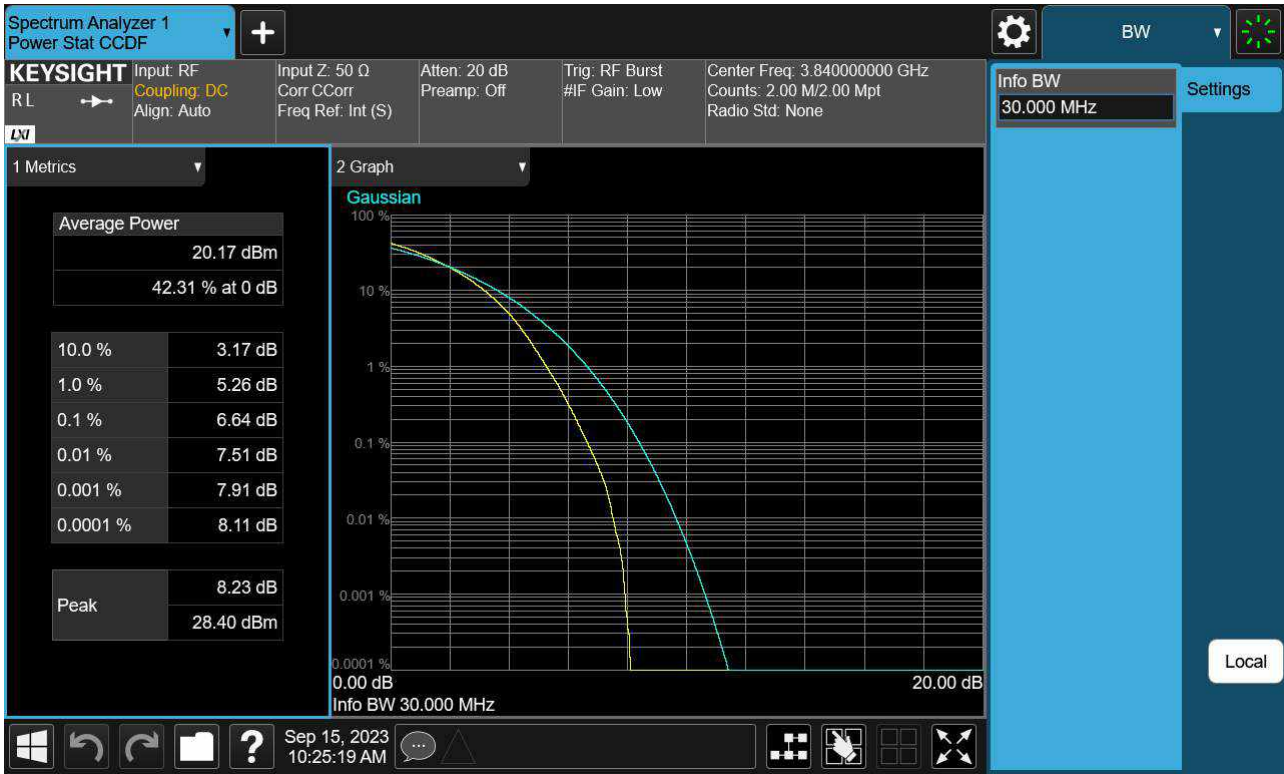 Spectrum Analyzer 1
Power Stat CCDF
BW
KEYSIGHT
RL
LXI
Input: RF
Coupling: DC
Align: Auto
Input Z: 50 Ω
Corr CCorr
Freq Ref: Int (S)
Atten: 20 dB
Preamp: Off
Trig: RF Burst
#IF Gain: Low
Center Freq: 3.840000000 GHz
Counts: 2.00 M/2.00 Mpt
Radio Std: None
Info BW
30.000 MHz
Settings
1 Metrics
Average Power
20.17 dBm
42.31 % at 0 dB
10.0 % 3.17 dB
1.0 % 5.26 dB
0.1 % 6.64 dB
0.01 % 7.51 dB
0.001 % 7.91 dB
0.0001 % 8.11 dB
Peak
8.23 dB
28.40 dBm
2 Graph
Gaussian
100 %
10 %
1 %
0.1 %
0.01 %
0.001 %
0.0001 %
0.00 dB 20.00 dB
Info BW 30.000 MHz
Local
?
Sep 15, 2023
10:25:19 AM